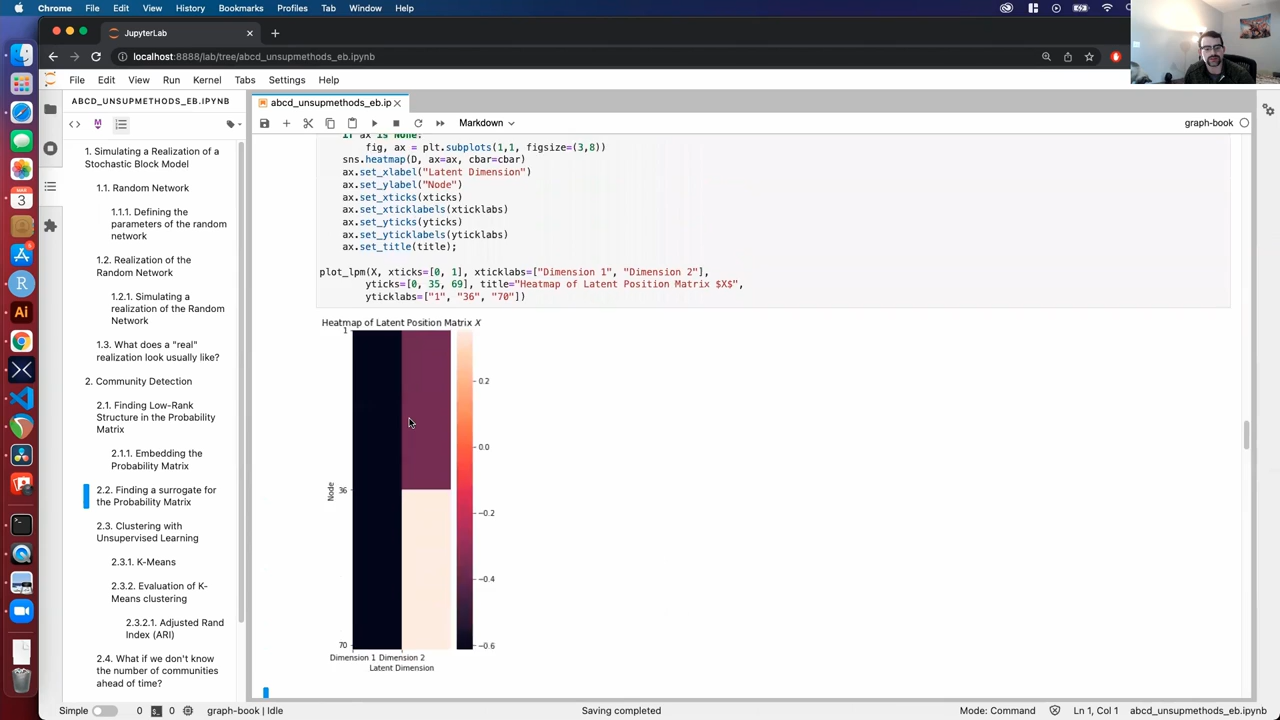 Chrome File Edit View History Bookmarks Profiles Tab Window Help
JupyterLab
localhost:8888/lab/tree/abcd_unsupmethods_eb.ipynb
File Edit View Run Kernel Tabs Settings Help
ABCD_UNSUPMETHODS_EB.IPYNB
abcd_unsupmethods_eb.ip
Markdown
graph-book
1. Simulating a Realization of a
Stochastic Block Model
1.1. Random Network
1.1.1. Defining the
parameters of the random
network
1.2. Realization of the
Random Network
1.2.1. Simulating a
realization of the Random
Network
1.3. What does a "real"
realization look usually like?
2. Community Detection
2.1. Finding Low-Rank
Structure in the Probability
Matrix
2.1.1. Embedding the
Probability Matrix
2.2. Finding a surrogate for
the Probability Matrix
2.3. Clustering with
Unsupervised Learning
2.3.1. K-Means
2.3.2. Evaluation of K-
Means clustering
2.3.2.1. Adjusted Rand
Index (ARI)
2.4. What if we don't know
the number of communities
ahead of time?
if ax is None:
fig, ax = plt.subplots(1,1, figsize=(3,8))
sns.heatmap(D, ax=ax, cbar=cbar)
ax.set_xlabel("Latent Dimension")
ax.set_ylabel("Node")
ax.set_xticks(xticks)
ax.set_xticklabels(xticklabs)
ax.set_yticks(yticks)
ax.set_yticklabels(yticklabs)
ax.set_title(title);
plot_lpm(X, xticks=[0, 1], xticklabs=["Dimension 1", "Dimension 2"],
yticks=[0, 35, 69], title="Heatmap of Latent Position Matrix $X$",
yticklabs=["1", "36", "70"])
Heatmap of Latent Position Matrix X
1
36
70
Node
Dimension 1 Dimension 2
Latent Dimension
0.2
0.0
−0.2
−0.4
−0.6
Simple 0 0 graph-book | Idle
Saving completed
Mode: Command Ln 1, Col 1 abcd_unsupmethods_eb.ipynb
3